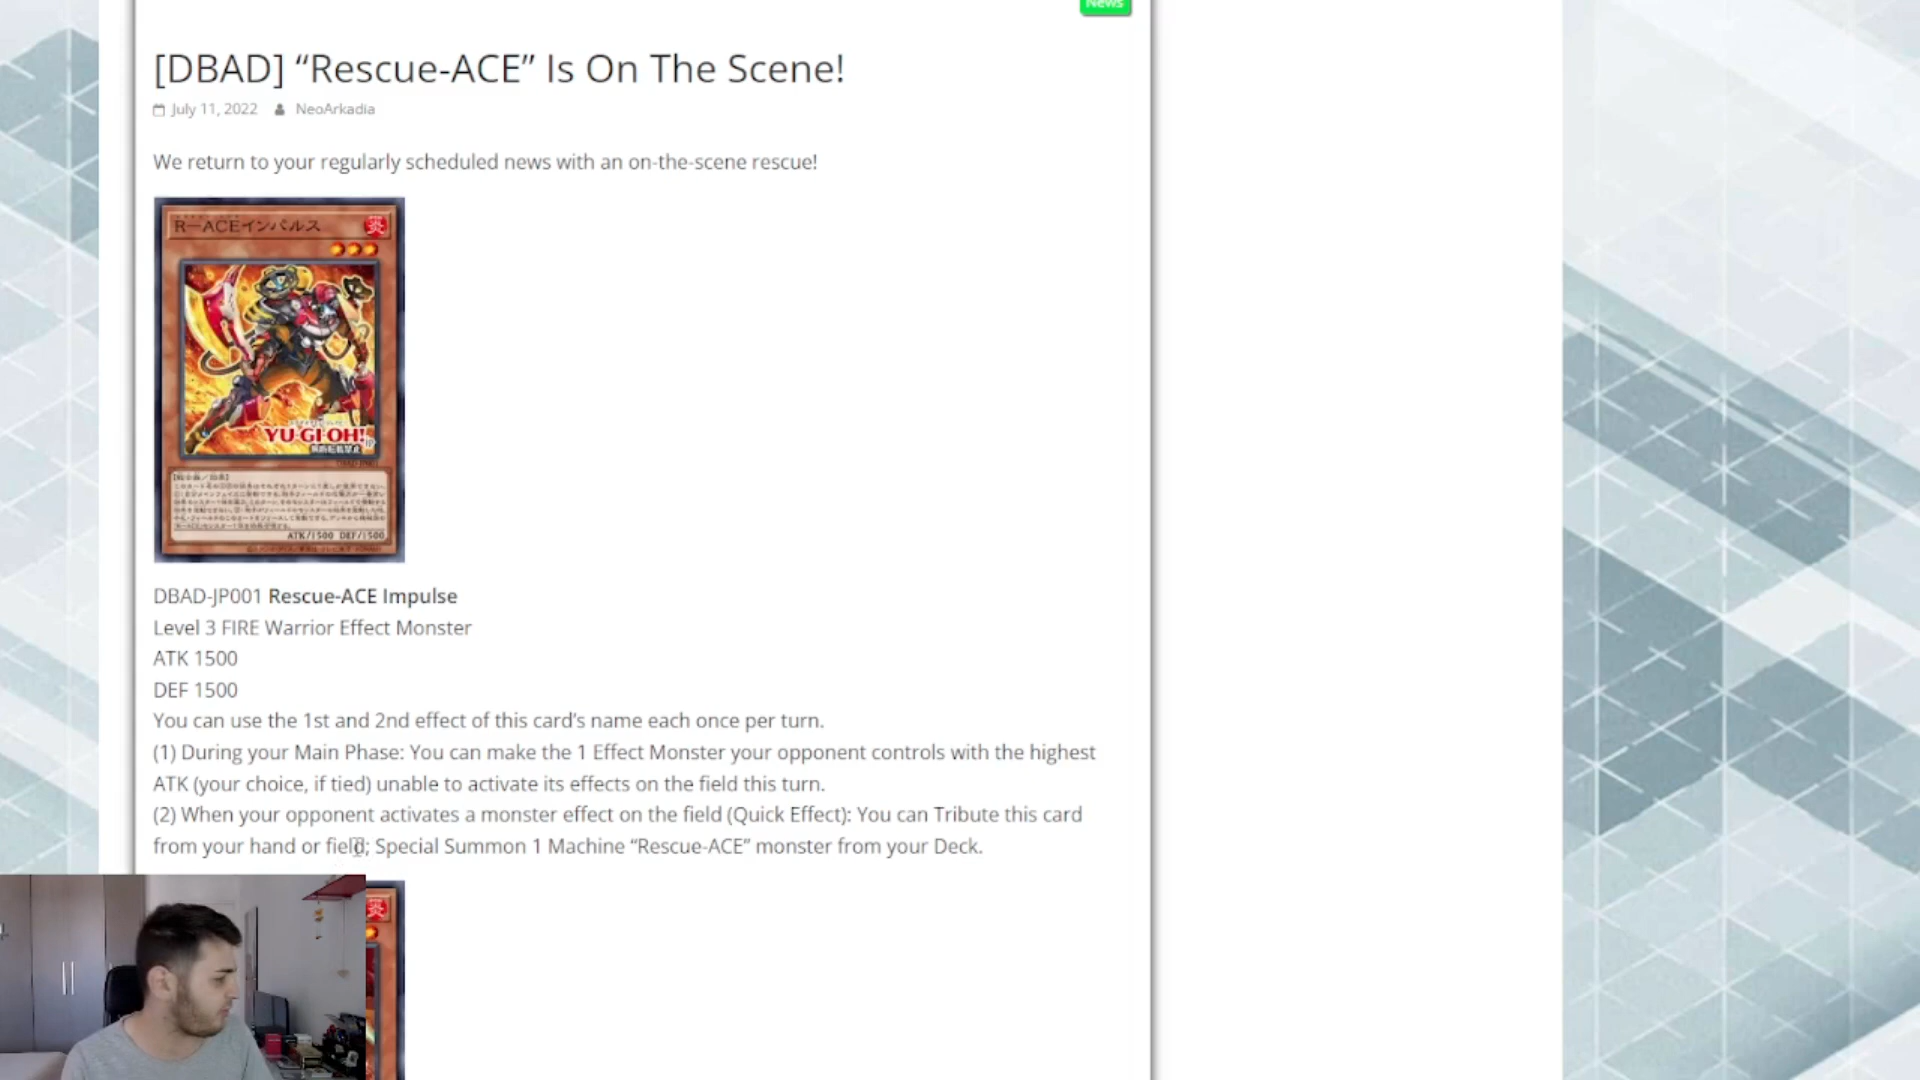 News
[DBAD] “Rescue-ACE” Is On The Scene!
July 11, 2022 NeoArkadia
We return to your regularly scheduled news with an on-the-scene rescue!
R－ACEインパルス
炎
YU-GI-OH!
ATK/1500 DEF/1500
DBAD-JP001 Rescue-ACE Impulse
Level 3 FIRE Warrior Effect Monster
ATK 1500
DEF 1500
You can use the 1st and 2nd effect of this card’s name each once per turn.
(1) During your Main Phase: You can make the 1 Effect Monster your opponent controls with the highest
ATK (your choice, if tied) unable to activate its effects on the field this turn.
(2) When your opponent activates a monster effect on the field (Quick Effect): You can Tribute this card
from your hand or field; Special Summon 1 Machine “Rescue-ACE” monster from your Deck.
炎